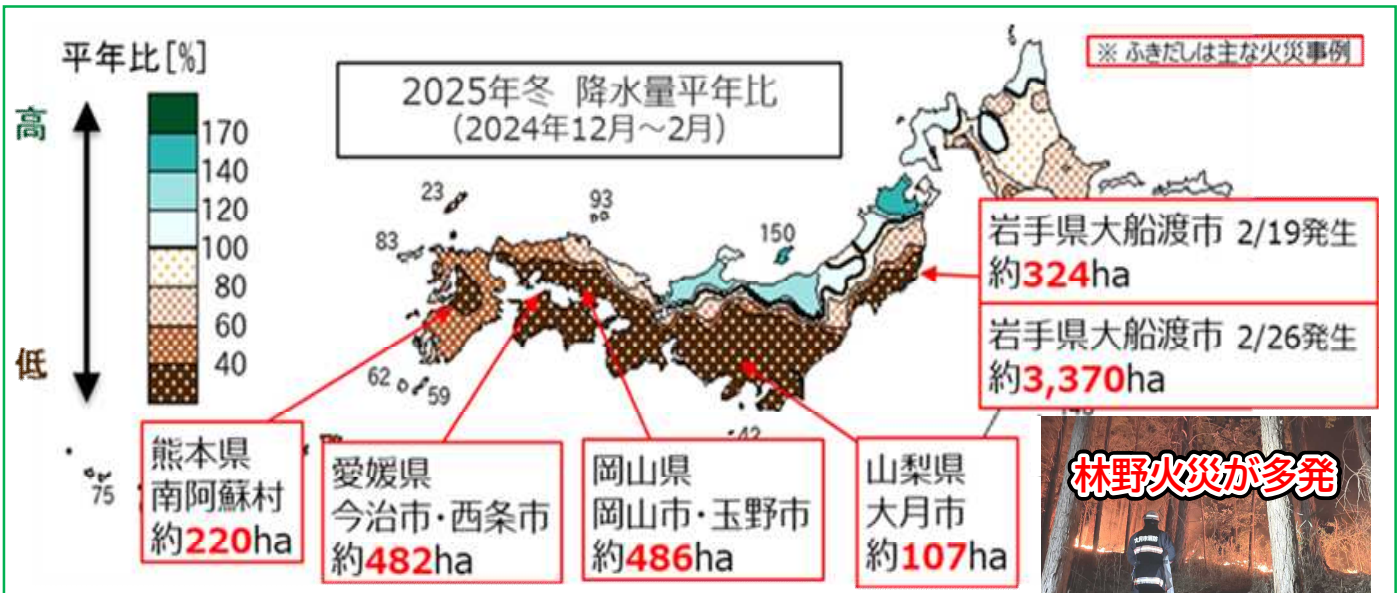 平年比[%]
高
低
170
140
120
100
80
60
40
2025年冬 降水量平年比
(2024年12月～2月)
※ ふきだしは主な火災事例
23
93
83
150
62
59
75
岩手県大船渡市 2/19発生
約324ha
岩手県大船渡市 2/26発生
約3,370ha
熊本県
南阿蘇村
約220ha
愛媛県
今治市・西条市
約482ha
岡山県
岡山市・玉野市
約486ha
山梨県
大月市
約107ha
林野火災が多発